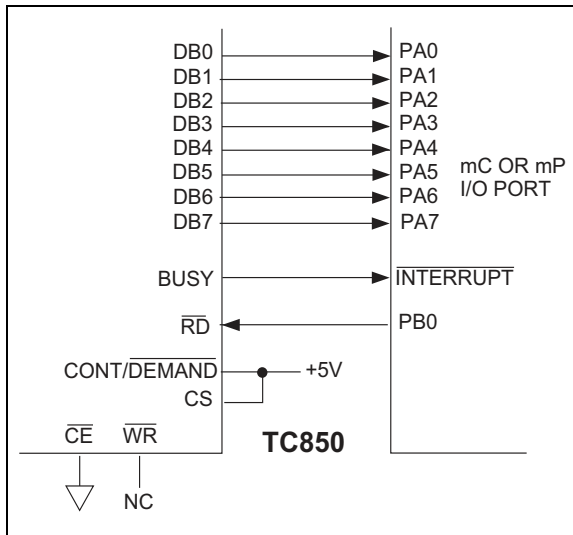 DB0 PA0
DB1 PA1
DB2 PA2
DB3 PA3
DB4 PA4
DB5 PA5
DB6 PA6
DB7 PA7
mC OR mP
I/O PORT
BUSY INTERRUPT
RD PB0
CONT/DEMAND +5V
CS
CE WR TC850
NC